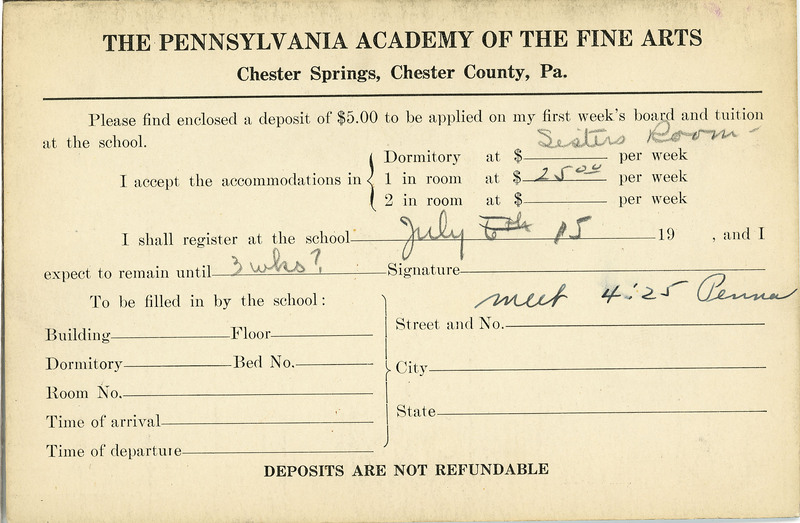 THE PENNSYLVANIA ACADEMY OF THE FINE ARTS
Chester Springs, Chester County, Pa.
Please find enclosed a deposit of $5.00 to be applied on my first week's board and tuition
at the school.
Sisters Room -
Dormitory at $ per week
I accept the accommodations in 1 in room at $ 25 00 per week
2 in room at $ per week
I shall register at the school July 6th 15 19 , and I
expect to remain until 3 wks? Signature
To be filled in by the school:
meet 4:25 Penna
Street and No.
Building Floor
Dormitory Bed No.
City
Room No.
State
Time of arrival
Time of departure
DEPOSITS ARE NOT REFUNDABLE